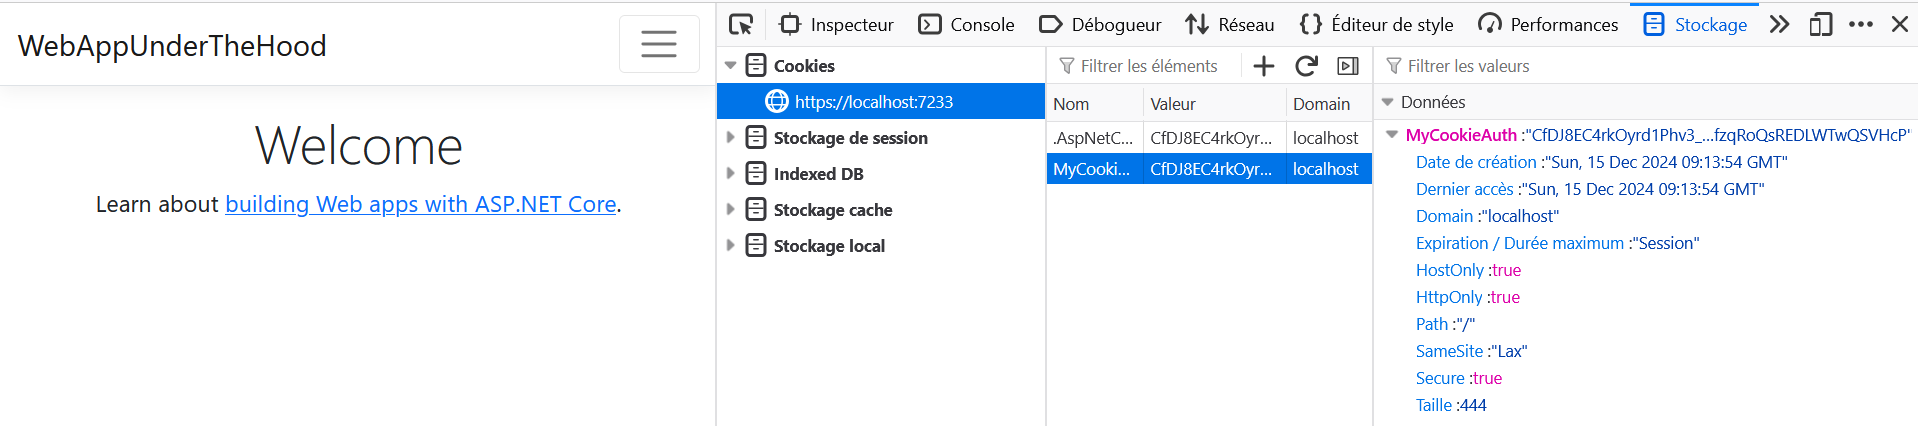 WebAppUnderTheHood
Welcome
Learn about building Web apps with ASP.NET Core.
Inspecteur Console Débogueur Réseau Éditeur de style Performances Stockage
Cookies
https://localhost:7233
Stockage de session
Indexed DB
Stockage cache
Stockage local
Filtrer les éléments
Nom Valeur Domain
.AspNetC... CfDJ8EC4rkOyr... localhost
MyCooki... CfDJ8EC4rkOyr... localhost
Filtrer les valeurs
Données
MyCookieAuth :"CfDJ8EC4rkOyrd1Phv3_...fzqRoQsREDLWTwQSVHcP"
Date de création :"Sun, 15 Dec 2024 09:13:54 GMT"
Dernier accès :"Sun, 15 Dec 2024 09:13:54 GMT"
Domain :"localhost"
Expiration / Durée maximum :"Session"
HostOnly :true
HttpOnly :true
Path :"/"
SameSite :"Lax"
Secure :true
Taille :444